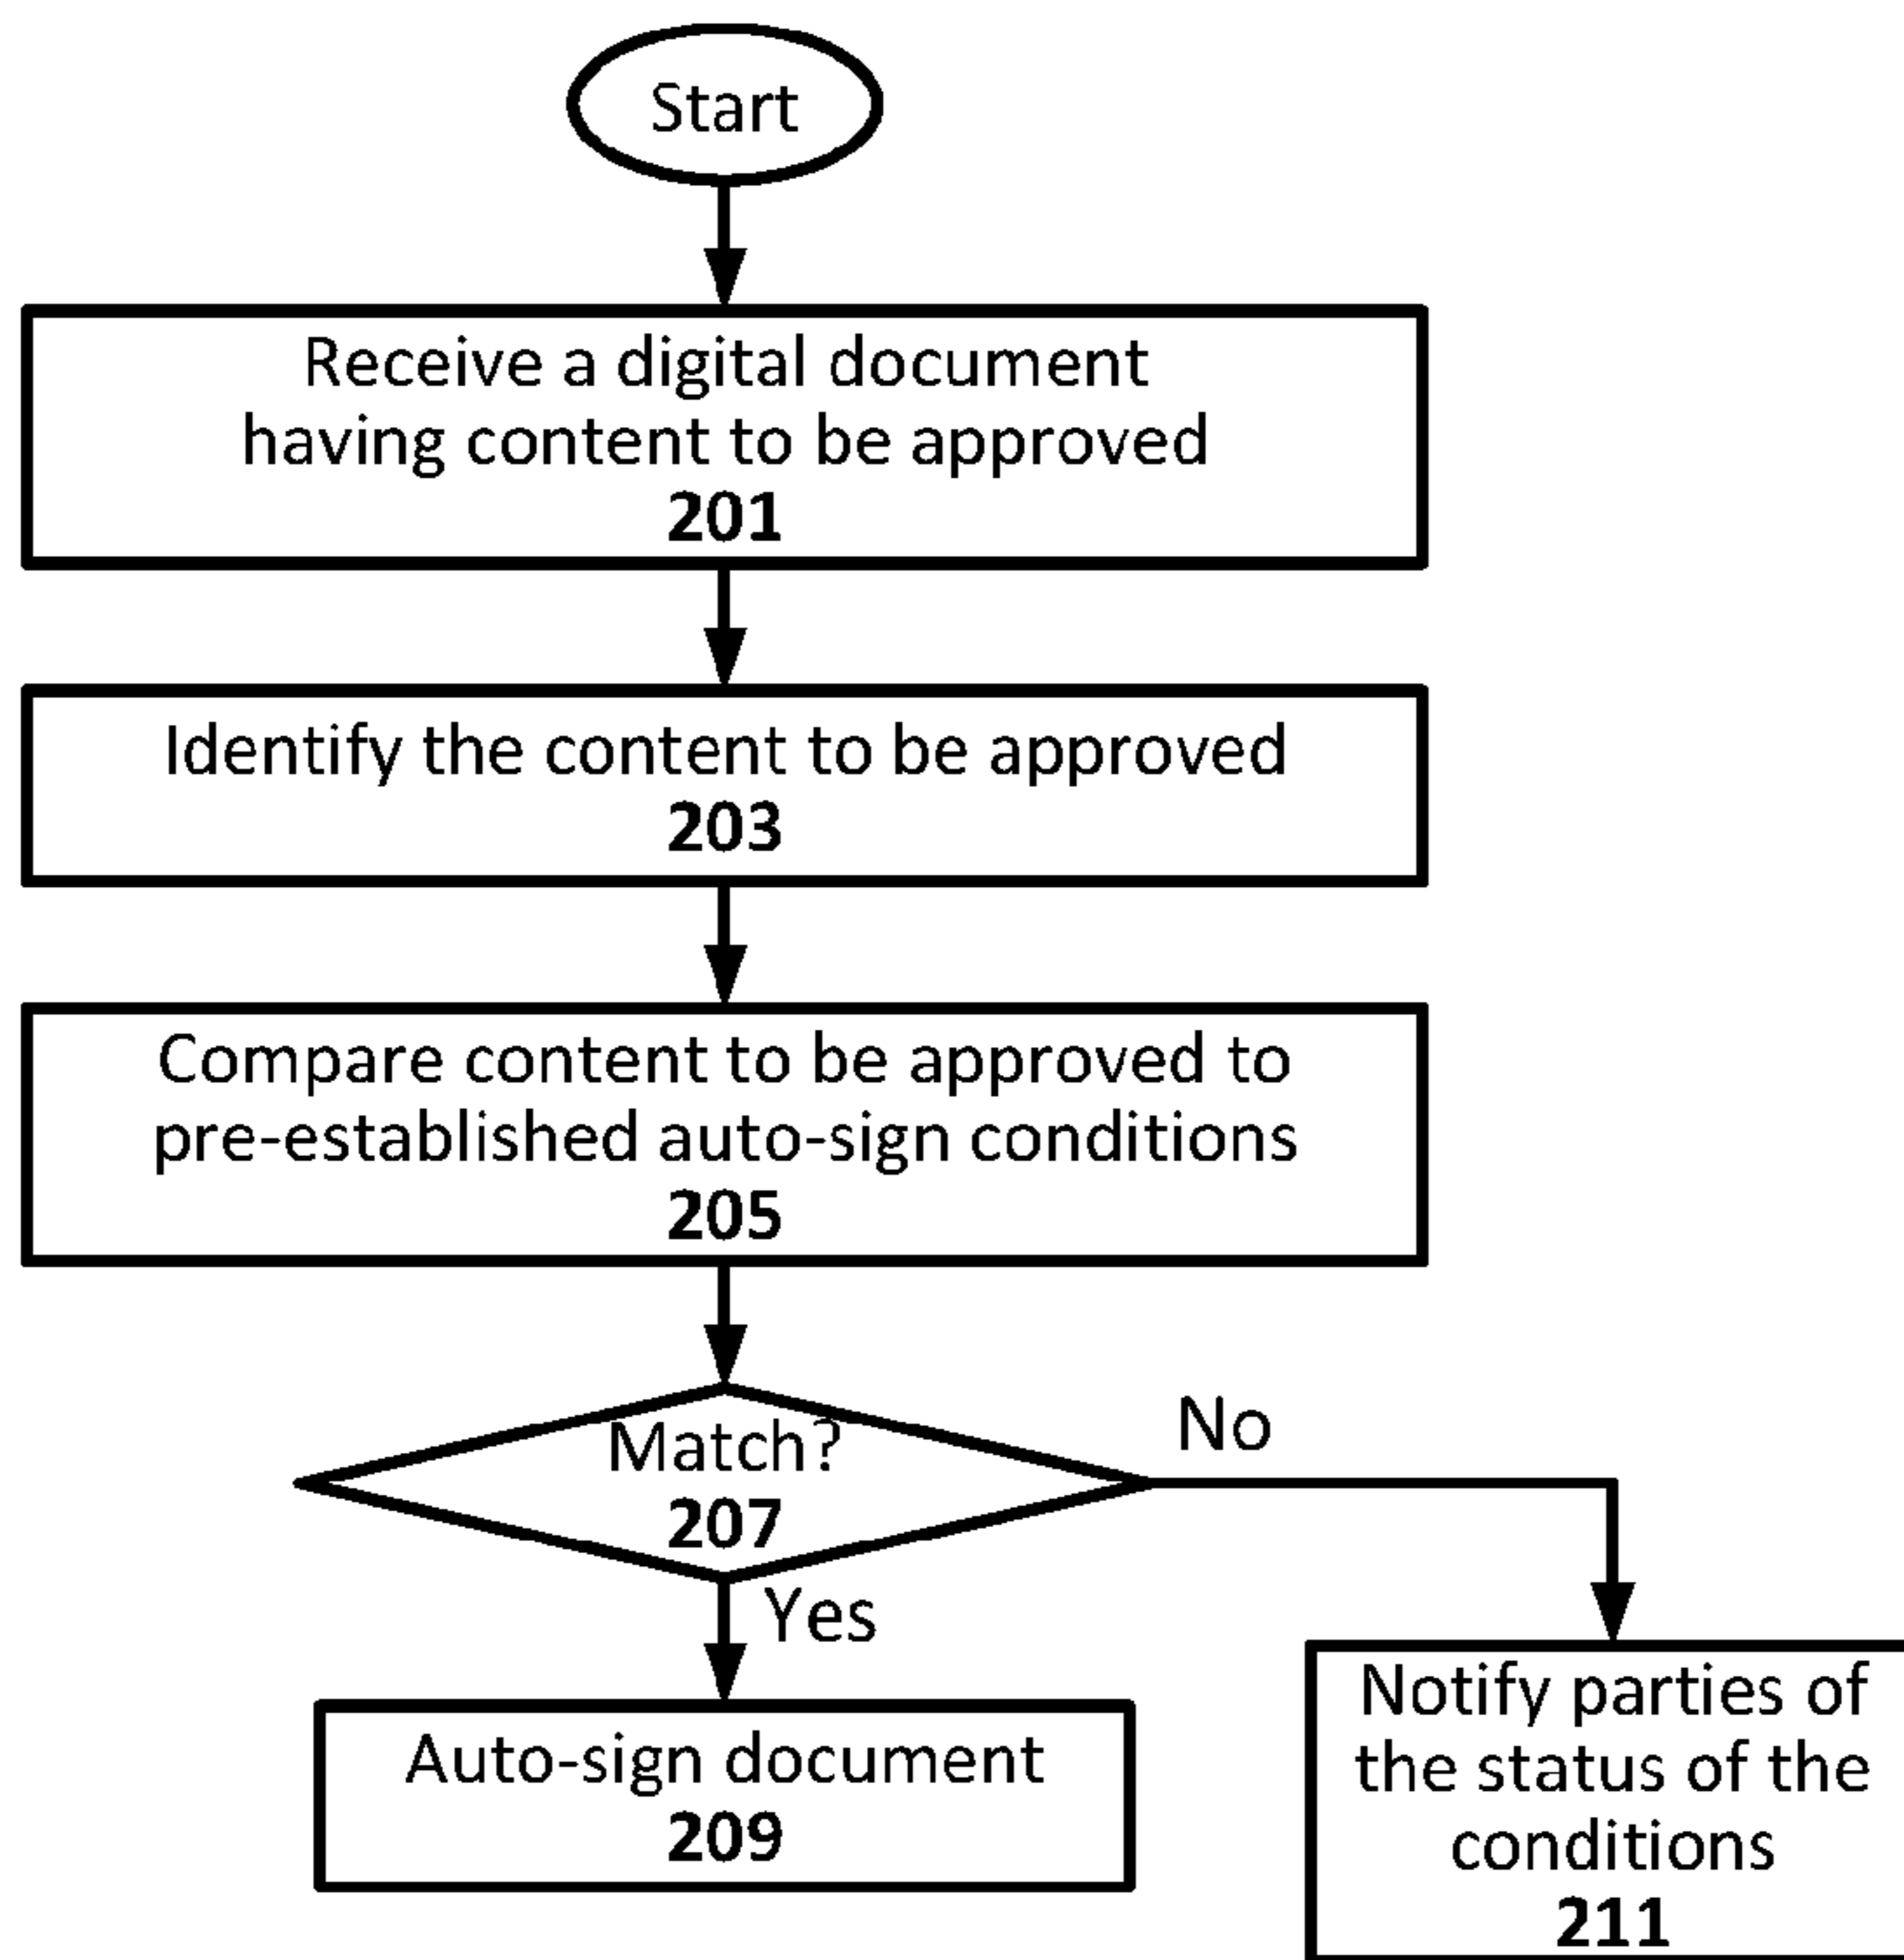 Start
Receive a digital document
having content to be approved
201
Identify the content to be approved
203
Compare content to be approved to
pre-established auto-sign conditions
205
Match?
207
No
Yes
Auto-sign document
209
Notify parties of
the status of the
conditions
211